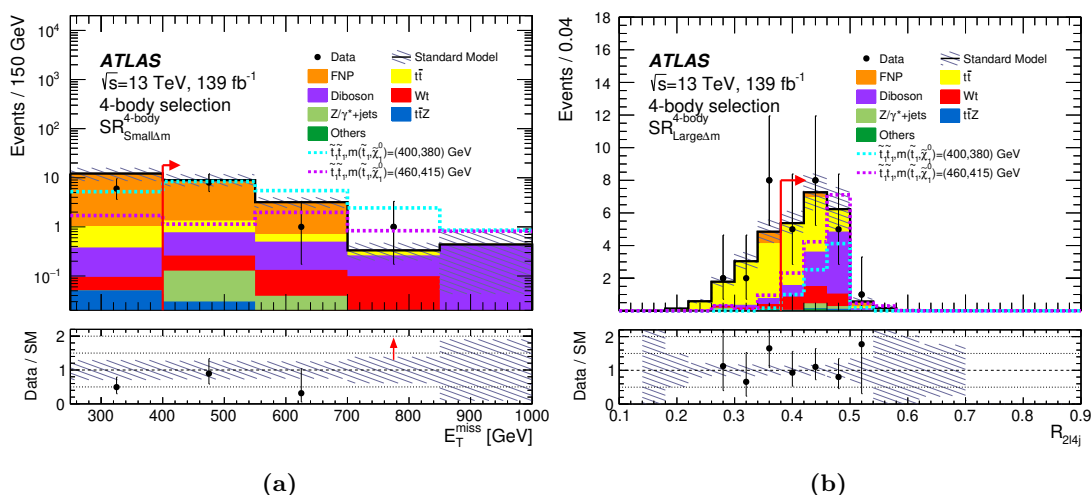 Events / 150 GeV
10⁴
10³
10²
10
1
10⁻¹
ATLAS
√s=13 TeV, 139 fb⁻¹
4-body selection
SR^{4-body}_{SmallΔm}
Data
Standard Model
FNP
tt̄
Diboson
Wt
Z/γ*+jets
tt̄Z
Others
t̃₁t̃₁,m(t̃₁,χ̃₁⁰)=(400,380) GeV
t̃₁t̃₁,m(t̃₁,χ̃₁⁰)=(460,415) GeV
Data / SM
2
1
0
300 400 500 600 700 800 900 1000
E_T^{miss} [GeV]
(a)
Events / 0.04
18
16
14
12
10
8
6
4
2
ATLAS
√s=13 TeV, 139 fb⁻¹
4-body selection
SR^{4-body}_{LargeΔm}
Data
Standard Model
FNP
tt̄
Diboson
Wt
Z/γ*+jets
tt̄Z
Others
t̃₁t̃₁,m(t̃₁,χ̃₁⁰)=(400,380) GeV
t̃₁t̃₁,m(t̃₁,χ̃₁⁰)=(460,415) GeV
Data / SM
2
1
0
0.1 0.2 0.3 0.4 0.5 0.6 0.7 0.8 0.9
R_{2l4j}
(b)